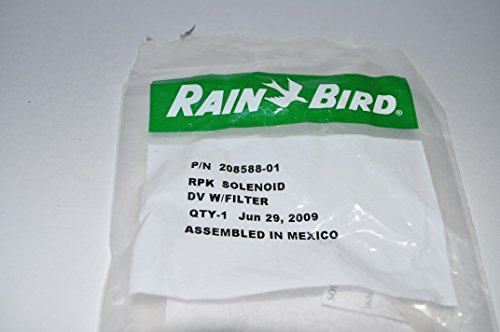 RAIN BIRD®
P/N 208588-01
RPK SOLENOID
DV W/FILTER
QTY-1 Jun 29, 2009
ASSEMBLED IN MEXICO